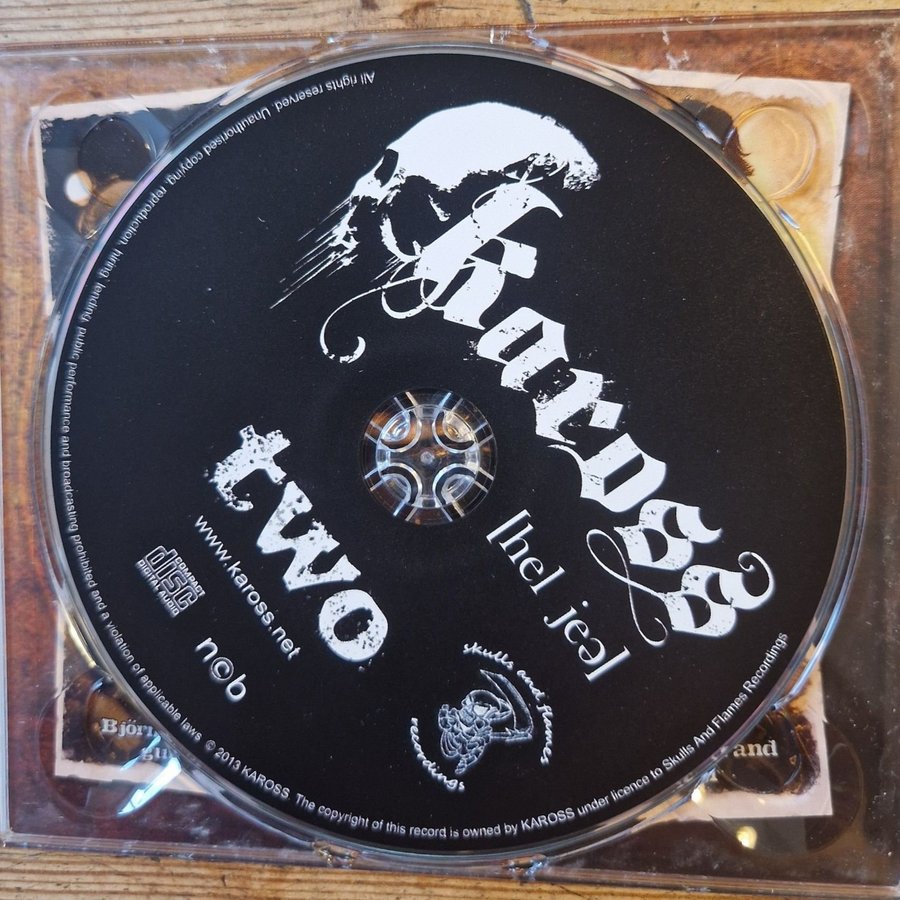 kaross
[hel jeəl
two
www.kaross.net
COMPACT
disc
DIGITAL AUDIO
n©b
skulls and flames
recordings
All rights reserved. Unauthorised copying, reproduction, hiring, lending, public performance and broadcasting prohibited and a violation of applicable laws © 2013 KAROSS The copyright of this record is owned by KAROSS under licence to Skulls And Flames Recordings
and